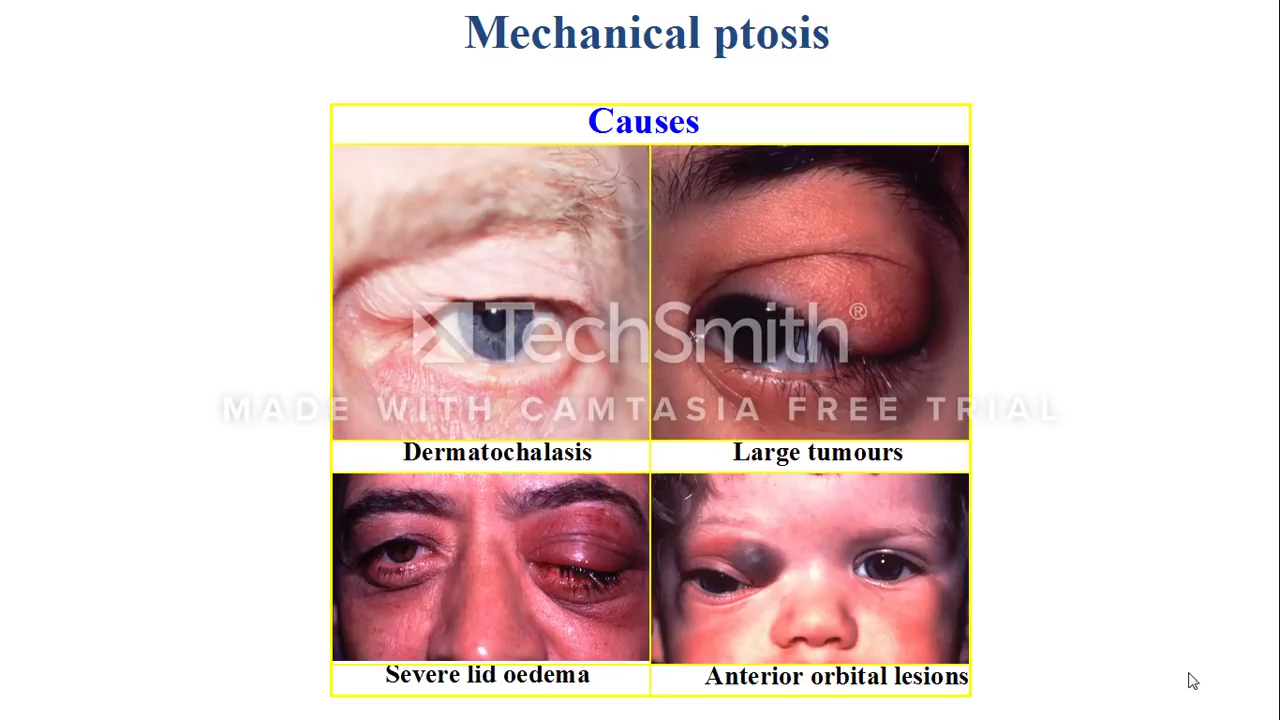 Mechanical ptosis
Causes
TechSmith®
MADE WITH CAMTASIA FREE TRIAL
Dermatochalasis
Large tumours
Severe lid oedema
Anterior orbital lesions